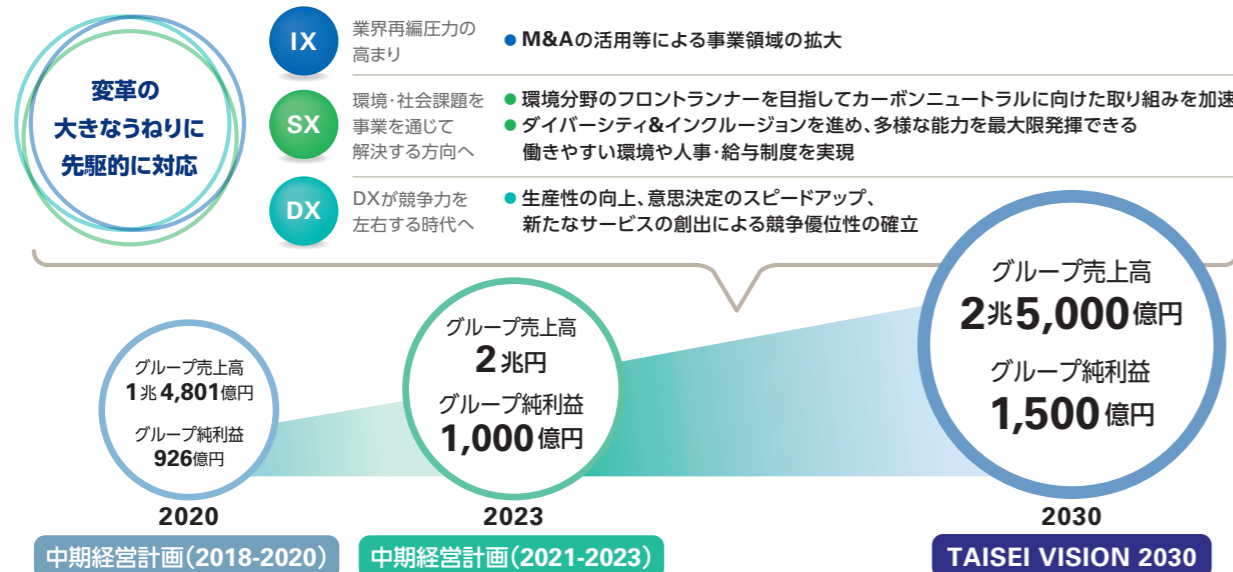 変革の
大きなうねりに
先駆的に対応
IX
業界再編圧力の
高まり
● M&Aの活用等による事業領域の拡大
SX
環境・社会課題を
事業を通じて
解決する方向へ
● 環境分野のフロントランナーを目指してカーボンニュートラルに向けた取り組みを加速
● ダイバーシティ&インクルージョンを進め、多様な能力を最大限発揮できる
働きやすい環境や人事・給与制度を実現
DX
DXが競争力を
左右する時代へ
● 生産性の向上、意思決定のスピードアップ、
新たなサービスの創出による競争優位性の確立
グループ売上高
1兆4,801億円
グループ純利益
926億円
2020
中期経営計画(2018-2020)
グループ売上高
2兆円
グループ純利益
1,000億円
2023
中期経営計画(2021-2023)
グループ売上高
2兆5,000億円
グループ純利益
1,500億円
2030
TAISEI VISION 2030